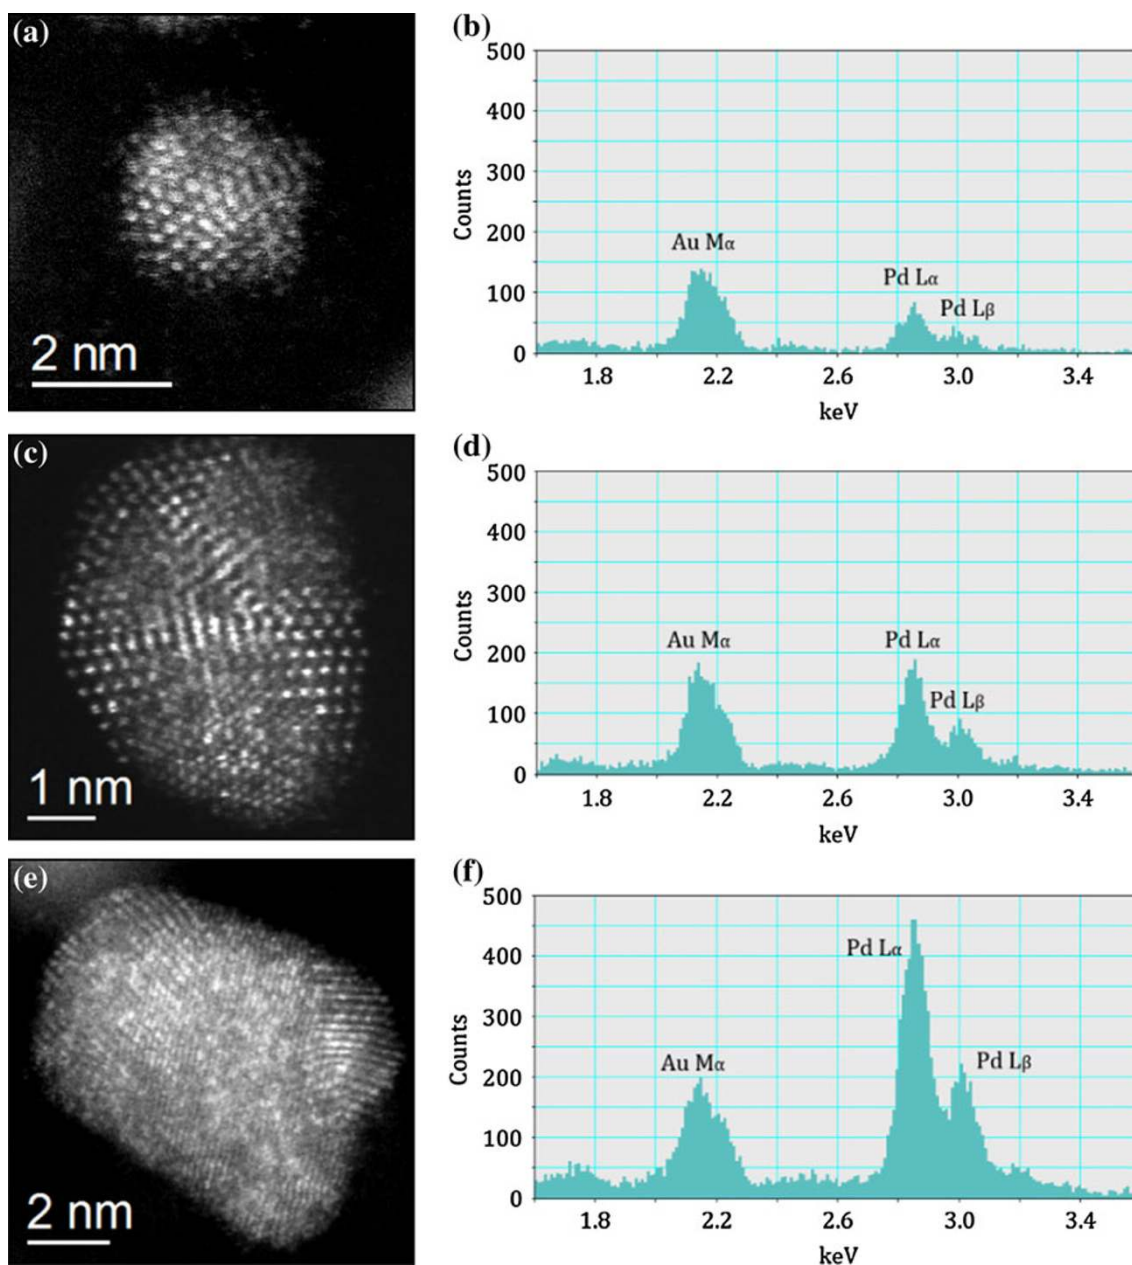 (a)
2 nm
(b)
500
400
300
200
100
0
Counts
Au Mα
Pd Lα
Pd Lβ
1.8 2.2 2.6 3.0 3.4
keV
(c)
1 nm
(d)
500
400
300
200
100
0
Counts
Au Mα
Pd Lα
Pd Lβ
1.8 2.2 2.6 3.0 3.4
keV
(e)
2 nm
(f)
500
400
300
200
100
0
Counts
Pd Lα
Au Mα
Pd Lβ
1.8 2.2 2.6 3.0 3.4
keV